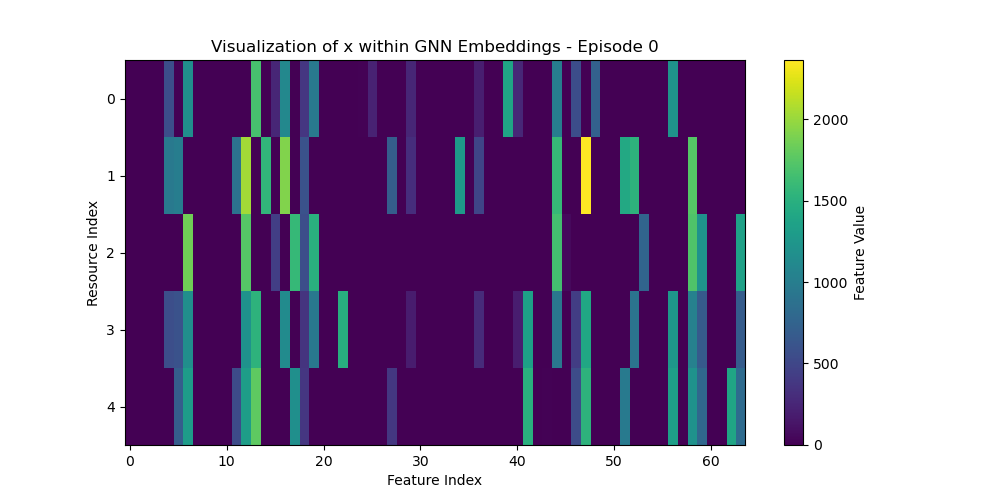 Visualization of x within GNN Embeddings - Episode 0
Resource Index
0
1
2
3
4
0 10 20 30 40 50 60
Feature Index
2000
1500
1000
500
0
Feature Value